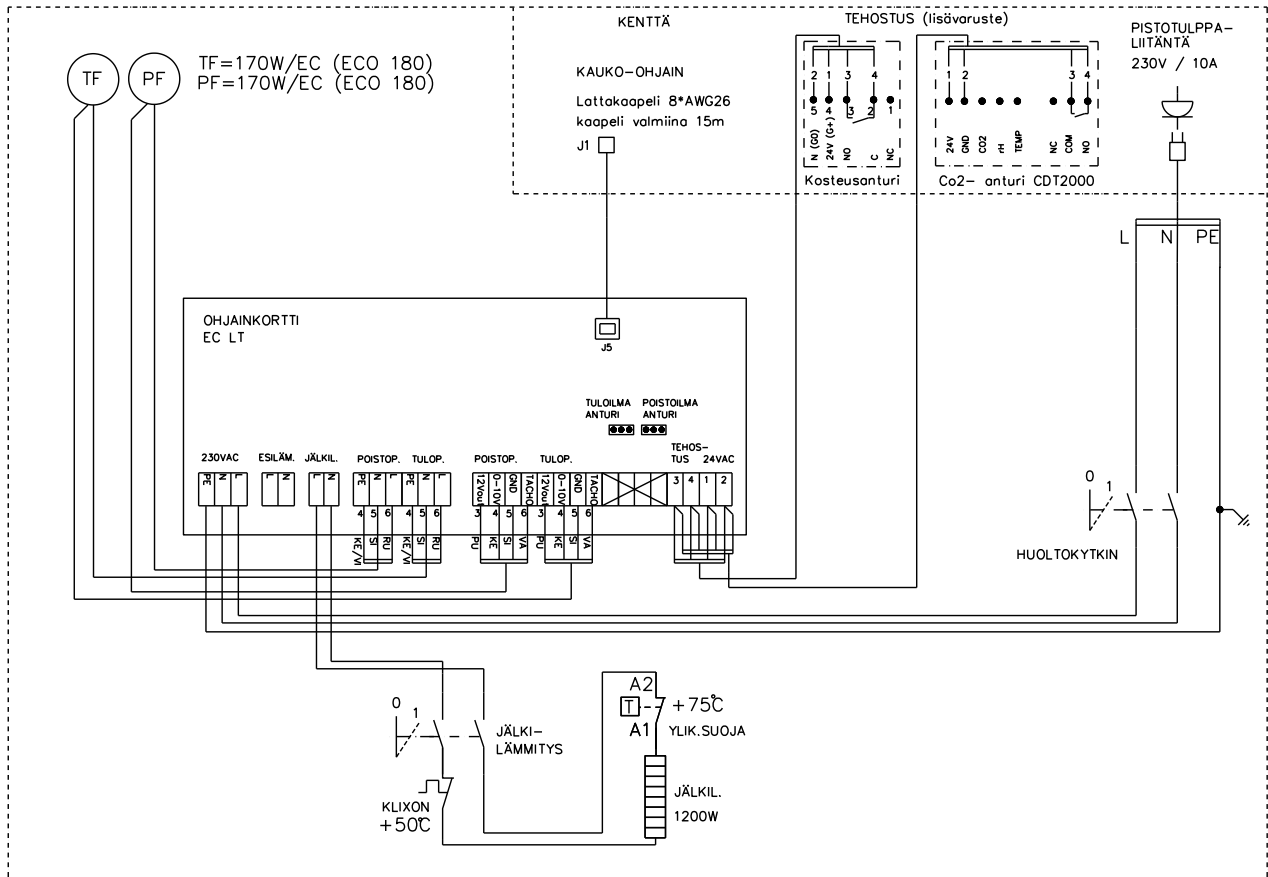 KENTTÄ
TEHOSTUS (lisävaruste)
PISTOTULPPA-
LIITÄNTÄ
230V / 10A
TF
PF
TF=170W/EC (ECO 180)
PF=170W/EC (ECO 180)
KAUKO-OHJAIN
Lattakaapeli 8*AWG26
kaapeli valmiina 15m
J1
2 1 3 4
5 4 3 2 1
N (G0)
24V (G+)
NO
C
NC
Kosteusanturi
1 2 3 4
24V
GND
CO2
rH
TEMP
NC
COM
NO
Co2- anturi CDT2000
L N PE
OHJAINKORTTI
EC LT
J5
TULOILMA
ANTURI
POISTOILMA
ANTURI
230VAC
ESILÄM.
JÄLKIL.
POISTOP.
TULOP.
POISTOP.
TULOP.
TEHOS-
TUS
24VAC
PE N L
L N
L N
PE N L
PE N L
12Vout 0-10V GND TACHO
12Vout 0-10V GND TACHO
3 4 1 2
4 5 6
4 5 6
3 4 5 6
3 4 5 6
KE/VI SI RU
KE/VI SI RU
PU KE SI VA
PU KE SI VA
0 1
HUOLTOKYTKIN
0 1
JÄLKI-
LÄMMITYS
KLIXON
+50°C
A2
T
+75°C
A1
YLIK.SUOJA
JÄLKIL.
1200W